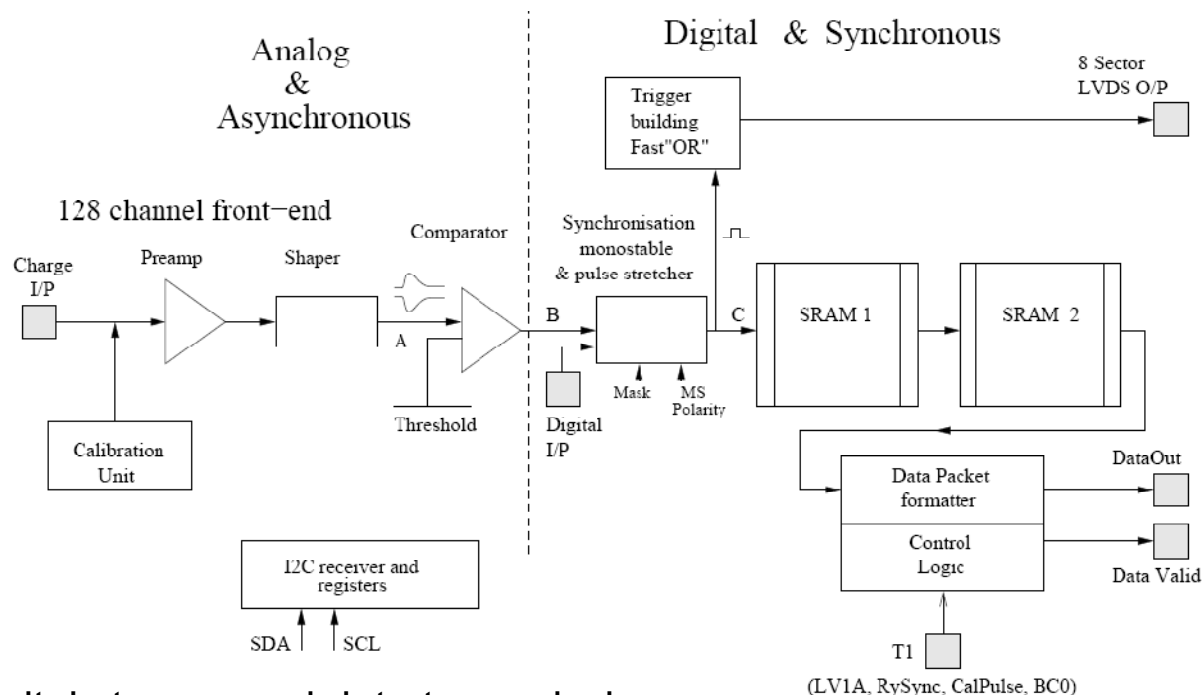 Analog
&
Asynchronous
Digital & Synchronous
8 Sector
LVDS O/P
Trigger
building
Fast"OR"
128 channel front-end
Comparator
Synchronisation
monostable
& pulse stretcher
Charge
I/P
Preamp
Shaper
A
B
C
SRAM 1
SRAM 2
Mask
MS
Polarity
Threshold
Digital
I/P
Calibration
Unit
Data Packet
formatter
Control
Logic
DataOut
Data Valid
I2C receiver and
registers
SDA
SCL
T1
(LV1A, RySync, CalPulse, BC0)